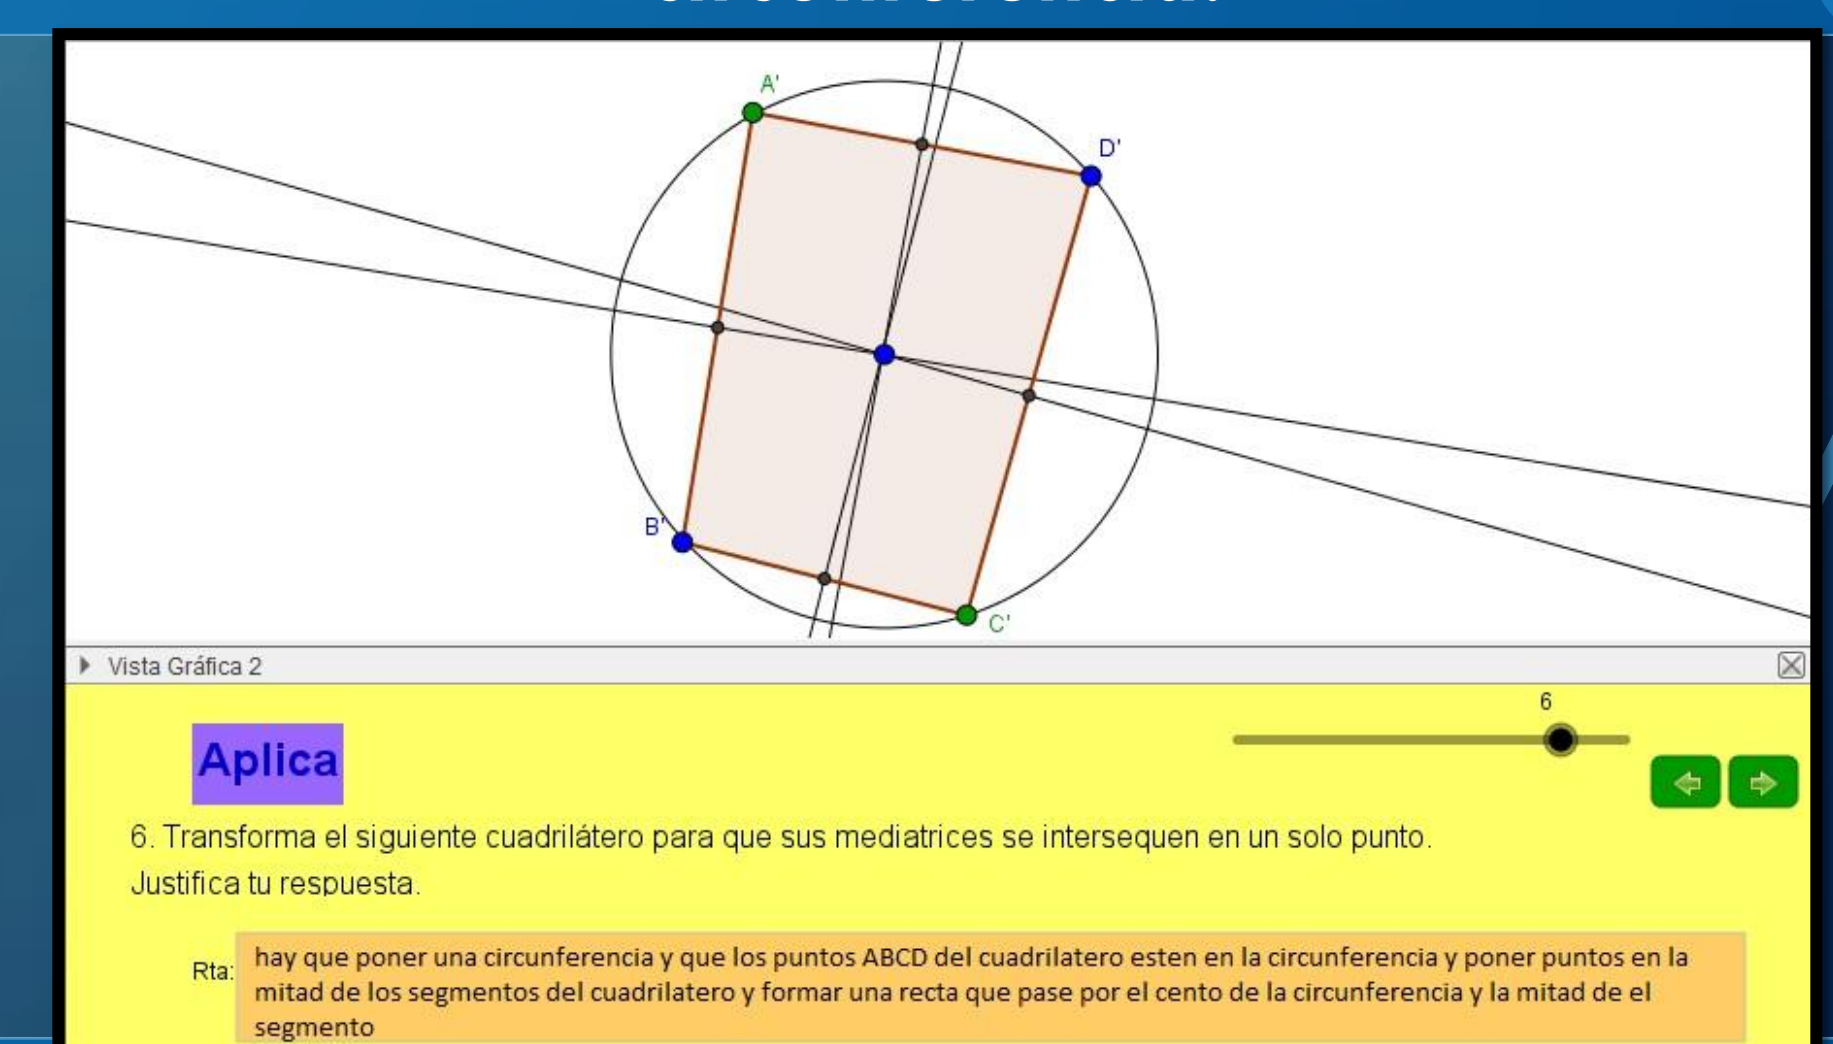 A'
D'
B'
C'
Vista Gráfica 2
6
Aplica
6. Transforma el siguiente cuadrilátero para que sus mediatrices se intersequen en un solo punto.
Justifica tu respuesta.
Rta:
hay que poner una circunferencia y que los puntos ABCD del cuadrilatero esten en la circunferencia y poner puntos en la
mitad de los segmentos del cuadrilatero y formar una recta que pase por el cento de la circunferencia y la mitad de el
segmento